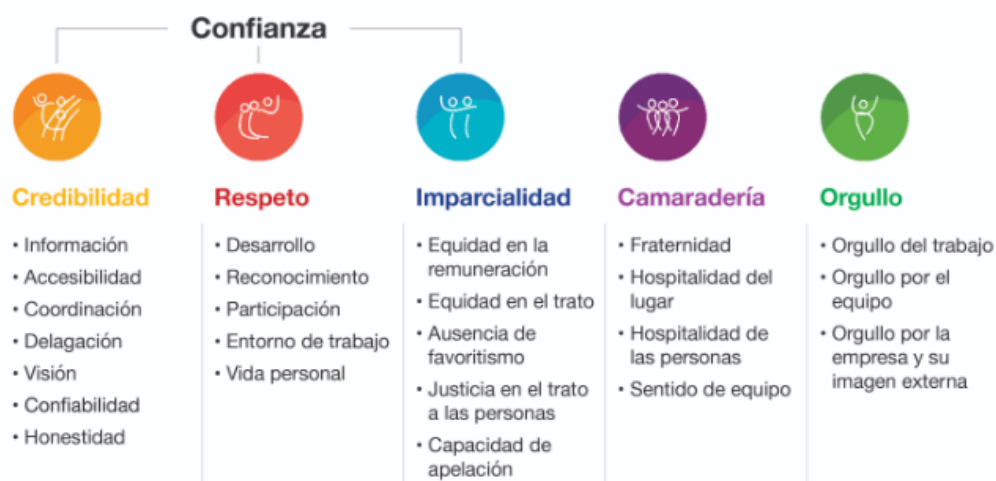 Confianza
Credibilidad
• Información
• Accesibilidad
• Coordinación
• Delagación
• Visión
• Confiabilidad
• Honestidad
Respeto
• Desarrollo
• Reconocimiento
• Participación
• Entorno de trabajo
• Vida personal
Imparcialidad
• Equidad en la
remuneración
• Equidad en el trato
• Ausencia de
favoritismo
• Justicia en el trato
a las personas
• Capacidad de
apelación
Camaradería
• Fraternidad
• Hospitalidad del
lugar
• Hospitalidad de
las personas
• Sentido de equipo
Orgullo
• Orgullo del trabajo
• Orgullo por el
equipo
• Orgullo por la
empresa y su
imagen externa